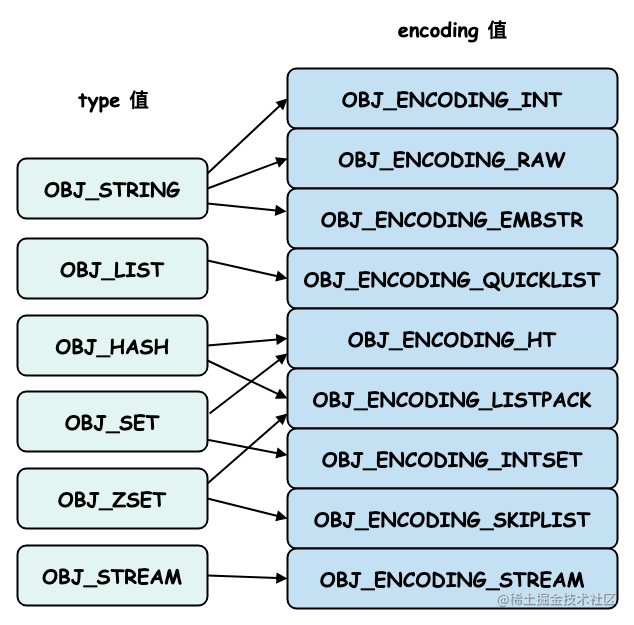 encoding 值
type 值
OBJ_STRING
OBJ_LIST
OBJ_HASH
OBJ_SET
OBJ_ZSET
OBJ_STREAM
OBJ_ENCODING_INT
OBJ_ENCODING_RAW
OBJ_ENCODING_EMBSTR
OBJ_ENCODING_QUICKLIST
OBJ_ENCODING_HT
OBJ_ENCODING_LISTPACK
OBJ_ENCODING_INTSET
OBJ_ENCODING_SKIPLIST
OBJ_ENCODING_STREAM
@稀土掘金技术社区